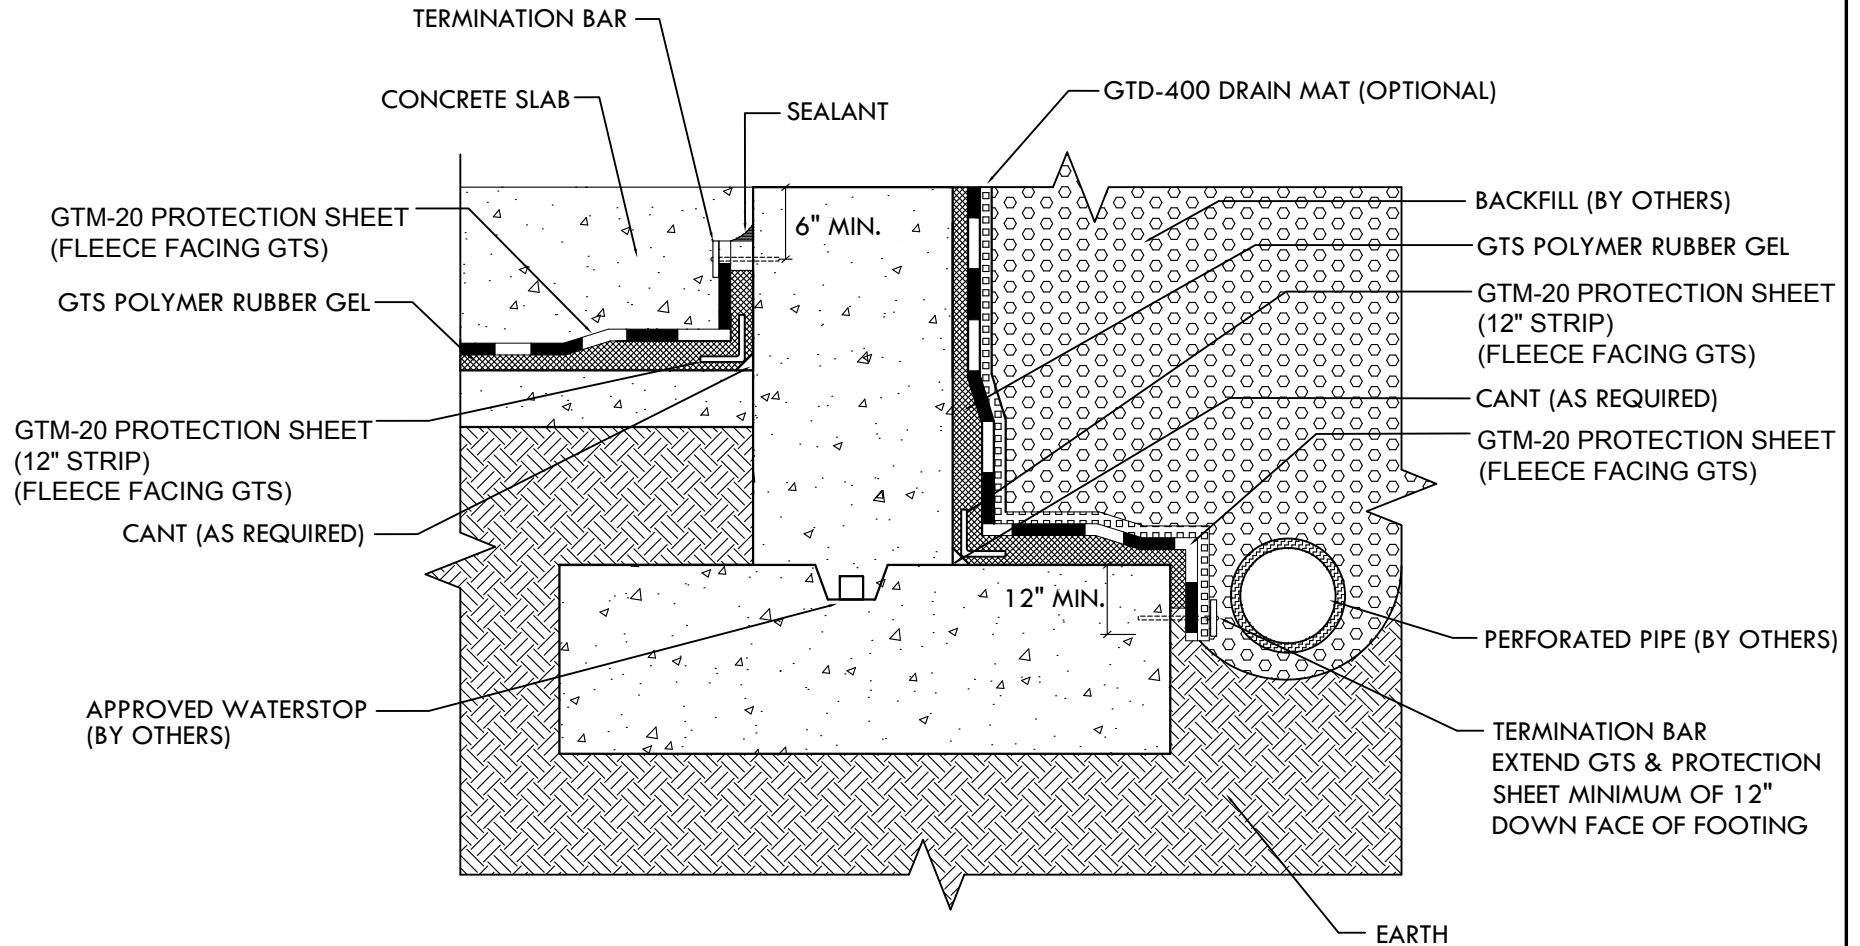 TERMINATION BAR
CONCRETE SLAB
SEALANT
GTM-20 PROTECTION SHEET
(FLEECE FACING GTS)
GTS POLYMER RUBBER GEL
GTM-20 PROTECTION SHEET
(12" STRIP)
(FLEECE FACING GTS)
CANT (AS REQUIRED)
APPROVED WATERSTOP
(BY OTHERS)
6" MIN.
12" MIN.
GTD-400 DRAIN MAT (OPTIONAL)
BACKFILL (BY OTHERS)
GTS POLYMER RUBBER GEL
GTM-20 PROTECTION SHEET
(12" STRIP)
(FLEECE FACING GTS)
CANT (AS REQUIRED)
GTM-20 PROTECTION SHEET
(FLEECE FACING GTS)
PERFORATED PIPE (BY OTHERS)
TERMINATION BAR
EXTEND GTS & PROTECTION
SHEET MINIMUM OF 12"
DOWN FACE OF FOOTING
EARTH